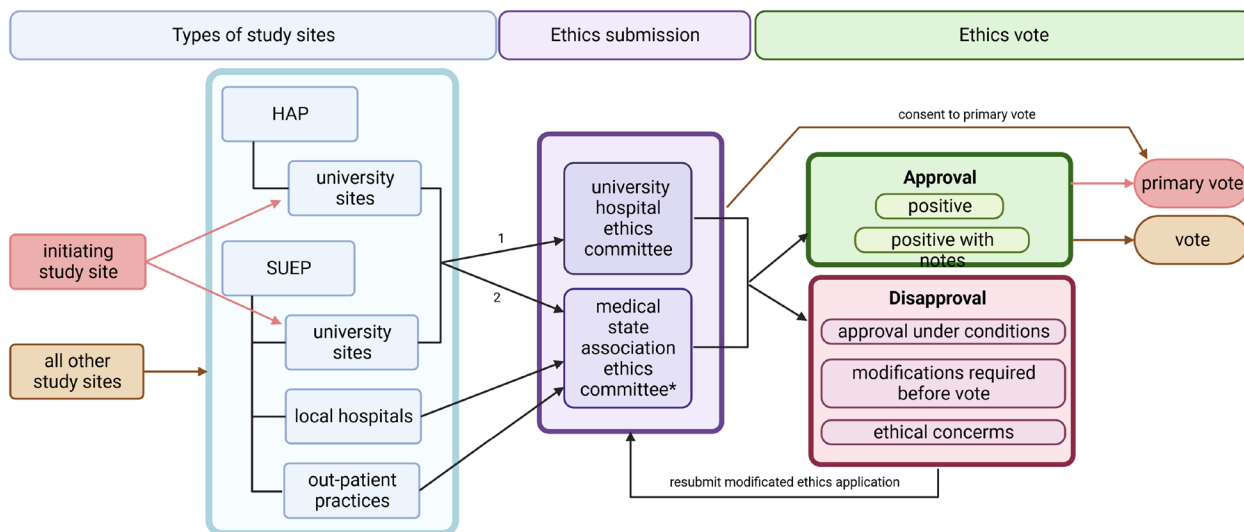 Types of study sites
Ethics submission
Ethics vote
HAP
university
sites
initiating
study site
SUEP
university
sites
all other
study sites
local hospitals
out-patient
practices
1
2
university
hospital
ethics
committee
medical
state
association
ethics
committee*
consent to primary vote
Approval
positive
positive with
notes
primary vote
vote
Disapproval
approval under conditions
modifications required
before vote
ethical concerms
resubmit modificated ethics application